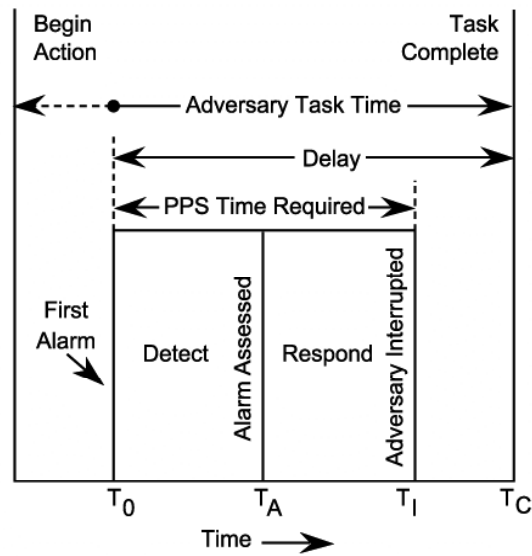 Begin
Action
Task
Complete
Adversary Task Time
Delay
PPS Time Required
First
Alarm
Detect
Alarm Assessed
Respond
Adversary Interrupted
T0
TA
TI
TC
Time